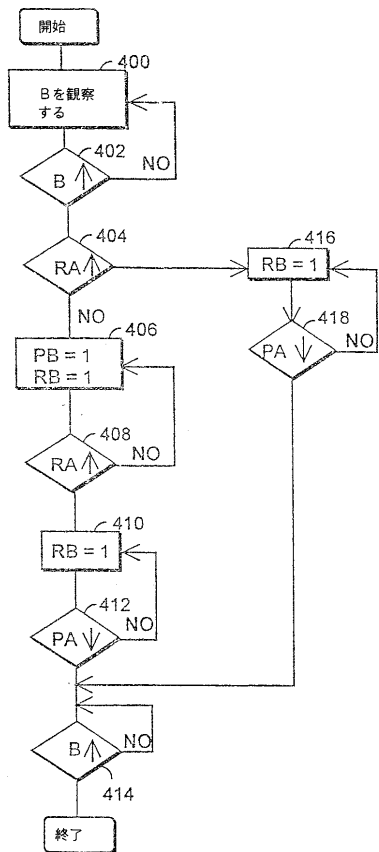 開始
400
Bを観察
する
402
B↑
NO
404
RA↑
NO
416
RB=1
418
PA↓
NO
406
PB=1
RB=1
408
RA↑
NO
410
RB=1
412
PA↓
NO
B↑
NO
414
終了